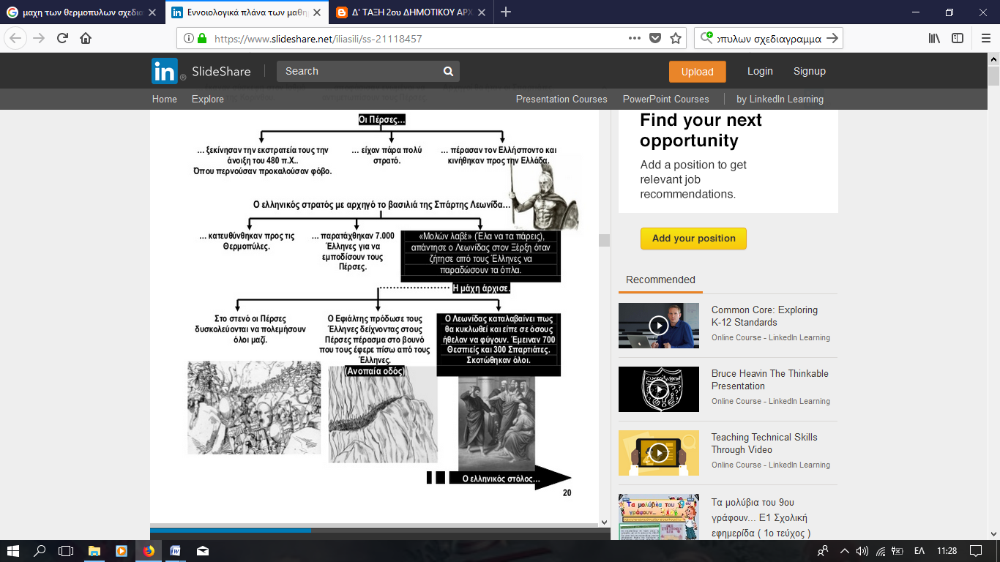 μαχη των θερμοπυλων σχεδια
Εννοιολογικά πλάνα των μαθη
Δ' ΤΑΞΗ 2ου ΔΗΜΟΤΙΚΟΥ ΑΡΧ
https://www.slideshare.net/iliasili/ss-21118457
οπυλων σχεδιαγραμμα
in SlideShare
Search
Upload
Login
Signup
Home
Explore
Presentation Courses
PowerPoint Courses
by LinkedIn Learning
Οι Πέρσες...
... ξεκίνησαν την εκστρατεία τους την
άνοιξη του 480 π.Χ..
Όπου περνούσαν προκαλούσαν φόβο.
... είχαν πάρα πολύ
στρατό.
... πέρασαν τον Ελλήσποντο και
κινήθηκαν προς την Ελλάδα.
Ο ελληνικός στρατός με αρχηγό το βασιλιά της Σπάρτης Λεωνίδα...
... κατευθύνθηκαν προς τις
Θερμοπύλες.
... παρατάχθηκαν 7.000
Έλληνες για να
εμποδίσουν τους
Πέρσες.
«Μολών λαβέ» (Έλα να τα πάρεις),
απάντησε ο Λεωνίδας στον Ξέρξη όταν
ζήτησε από τους Έλληνες να
παραδώσουν τα όπλα.
Η μάχη άρχισε.
Στο στενό οι Πέρσες
δυσκολεύονται να πολεμήσουν
όλοι μαζί.
Ο Εφιάλτης πρόδωσε τους
Έλληνες δείχνοντας στους
Πέρσες πέρασμα στο βουνό
που τους έφερε πίσω από τους
Έλληνες.
(Ανοπαία οδός)
Ο Λεωνίδας καταλαβαίνει πως
θα κυκλωθεί και είπε σε όσους
ήθελαν να φύγουν. Έμειναν 700
Θεσπιείς και 300 Σπαρτιάτες.
Σκοτώθηκαν όλοι.
Ο ελληνικός στόλος...
20
Find your next
opportunity
Add a position to get
relevant job
recommendations.
Add your position
Recommended
Common Core: Exploring
K-12 Standards
Online Course - LinkedIn Learning
Bruce Heavin The Thinkable
Presentation
Online Course - LinkedIn Learning
Teaching Technical Skills
Through Video
Online Course - LinkedIn Learning
Τα μολύβια του 9ου
γράφουν... Ε1 Σχολική
εφημερίδα ( 1ο τεύχος )
Τα μολύβια του
γράφουν...
ΕΛ
11:28